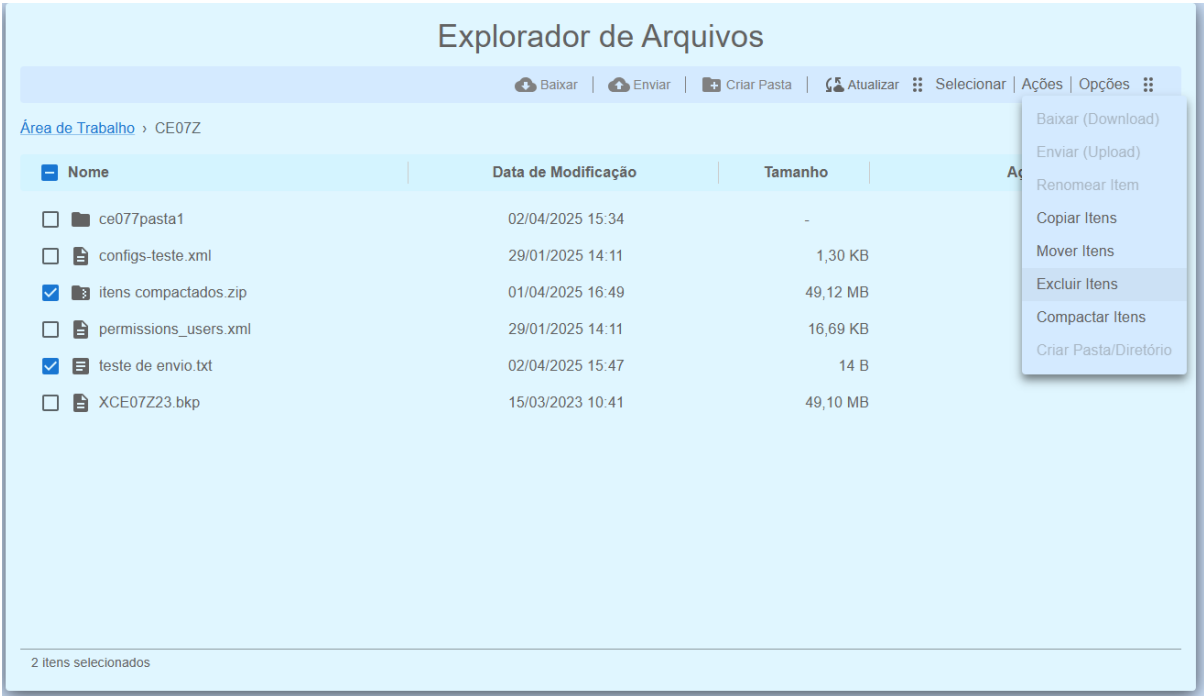 Explorador de Arquivos
Baixar | Enviar | Criar Pasta | Atualizar Selecionar | Ações | Opções
Área de Trabalho › CE07Z
Nome Data de Modificação Tamanho
ce077pasta1 02/04/2025 15:34 -
configs-teste.xml 29/01/2025 14:11 1,30 KB
itens compactados.zip 01/04/2025 16:49 49,12 MB
permissions_users.xml 29/01/2025 14:11 16,69 KB
teste de envio.txt 02/04/2025 15:47 14 B
XCE07Z23.bkp 15/03/2023 10:41 49,10 MB
Baixar (Download)
Enviar (Upload)
Renomear Item
Copiar Itens
Mover Itens
Excluir Itens
Compactar Itens
Criar Pasta/Diretório
2 itens selecionados